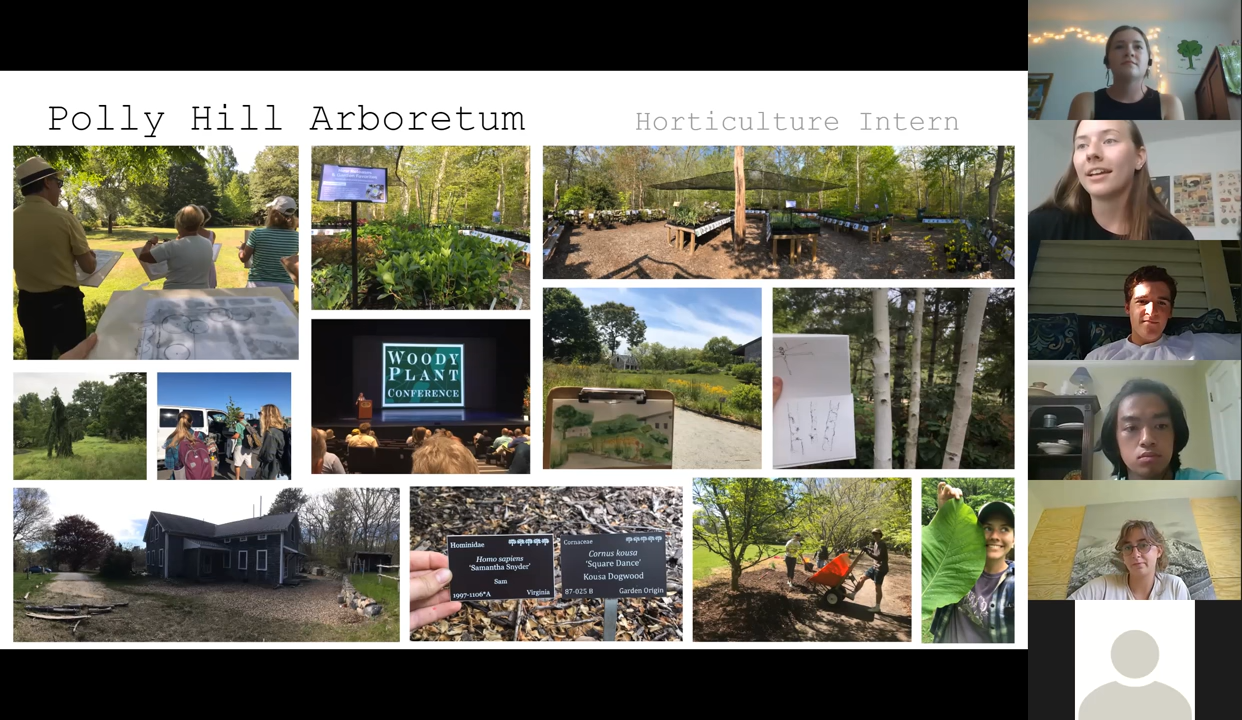 Polly Hill Arboretum
Horticulture Intern
WOODY
PLANT
CONFERENCE
Hominidae
Homo sapiens
'Samantha Snyder'
Sam
1997-1106*A Virginia
Cornaceae
Cornus kousa
'Square Dance'
Kousa Dogwood
87-025 B Garden Origin